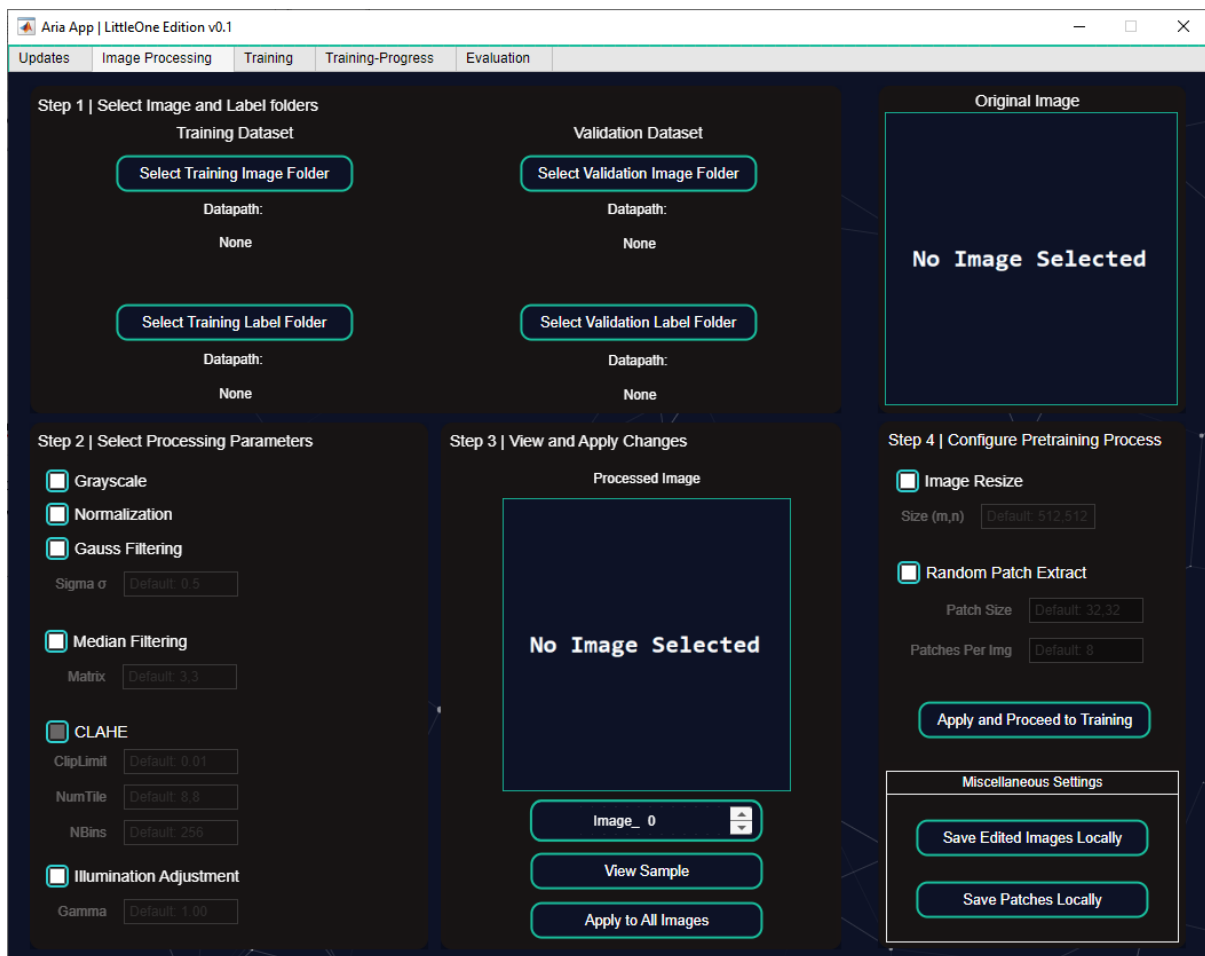 Aria App | LittleOne Edition v0.1
Updates Image Processing Training Training-Progress Evaluation
Step 1 | Select Image and Label folders
Training Dataset
Select Training Image Folder
Datapath:
None
Select Training Label Folder
Datapath:
None
Validation Dataset
Select Validation Image Folder
Datapath:
None
Select Validation Label Folder
Datapath:
None
Original Image
No Image Selected
Step 2 | Select Processing Parameters
Grayscale
Normalization
Gauss Filtering
Sigma σ Default: 0.5
Median Filtering
Matrix Default: 3,3
CLAHE
ClipLimit Default: 0.01
NumTile Default: 8,8
NBins Default: 256
Illumination Adjustment
Gamma Default: 1.00
Step 3 | View and Apply Changes
Processed Image
No Image Selected
Image_ 0
View Sample
Apply to All Images
Step 4 | Configure Pretraining Process
Image Resize
Size (m,n) Default: 512,512
Random Patch Extract
Patch Size Default: 32,32
Patches Per Img Default: 8
Apply and Proceed to Training
Miscellaneous Settings
Save Edited Images Locally
Save Patches Locally